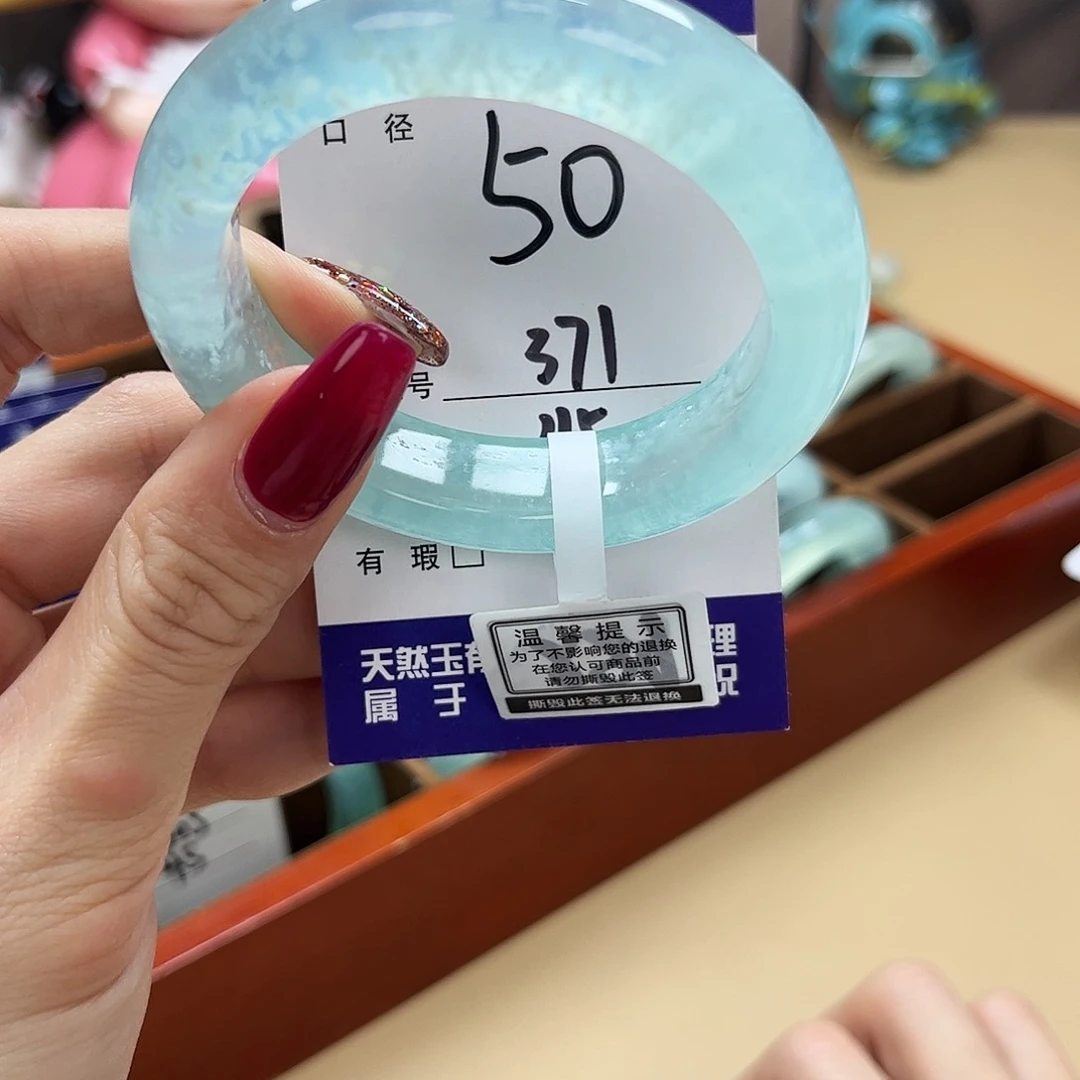 口 径 50
号 371
有 瑕
天然玉有 理
属 于 况
温馨提示
为了不影响您的退换
在您认可商品前
请勿撕毁此签
撕毁此签无法退换